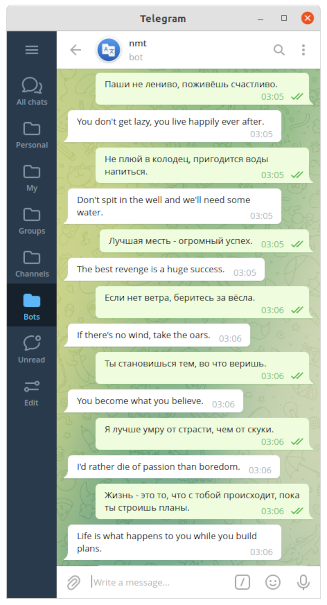 Telegram
nmt
bot
All chats
Personal
My
Groups
Channels
Bots
Unread
Edit
Паши не лениво, поживёшь счастливо.
03:05
You don't get lazy, you live happily ever after.
03:05
Не плюй в колодец, пригодится воды
напиться.
03:05
Don't spit in the well and we'll need some
water.
03:05
Лучшая месть - огромный успех.
03:05
The best revenge is a huge success.
03:05
Если нет ветра, беритесь за вёсла.
03:06
If there's no wind, take the oars.
03:06
Ты становишься тем, во что веришь.
03:06
You become what you believe.
03:06
Я лучше умру от страсти, чем от скуки.
03:06
I'd rather die of passion than boredom.
03:06
Жизнь - это то, что с тобой происходит, пока
ты строишь планы.
03:06
Life is what happens to you while you build
plans.
03:06
Write a message...